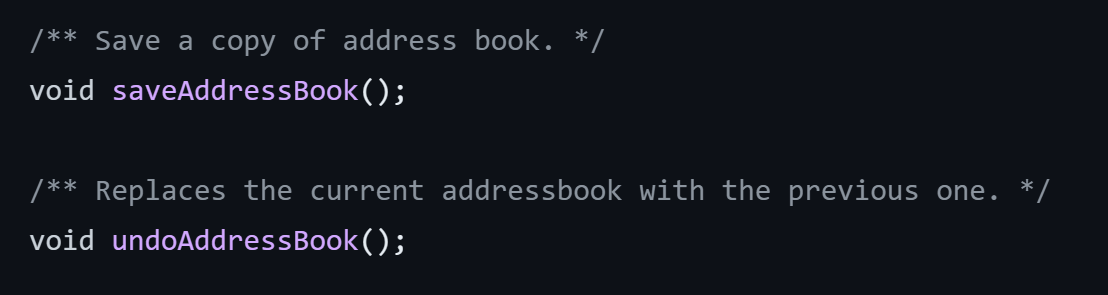 /** Save a copy of address book. */
void saveAddressBook();
/** Replaces the current addressbook with the previous one. */
void undoAddressBook();